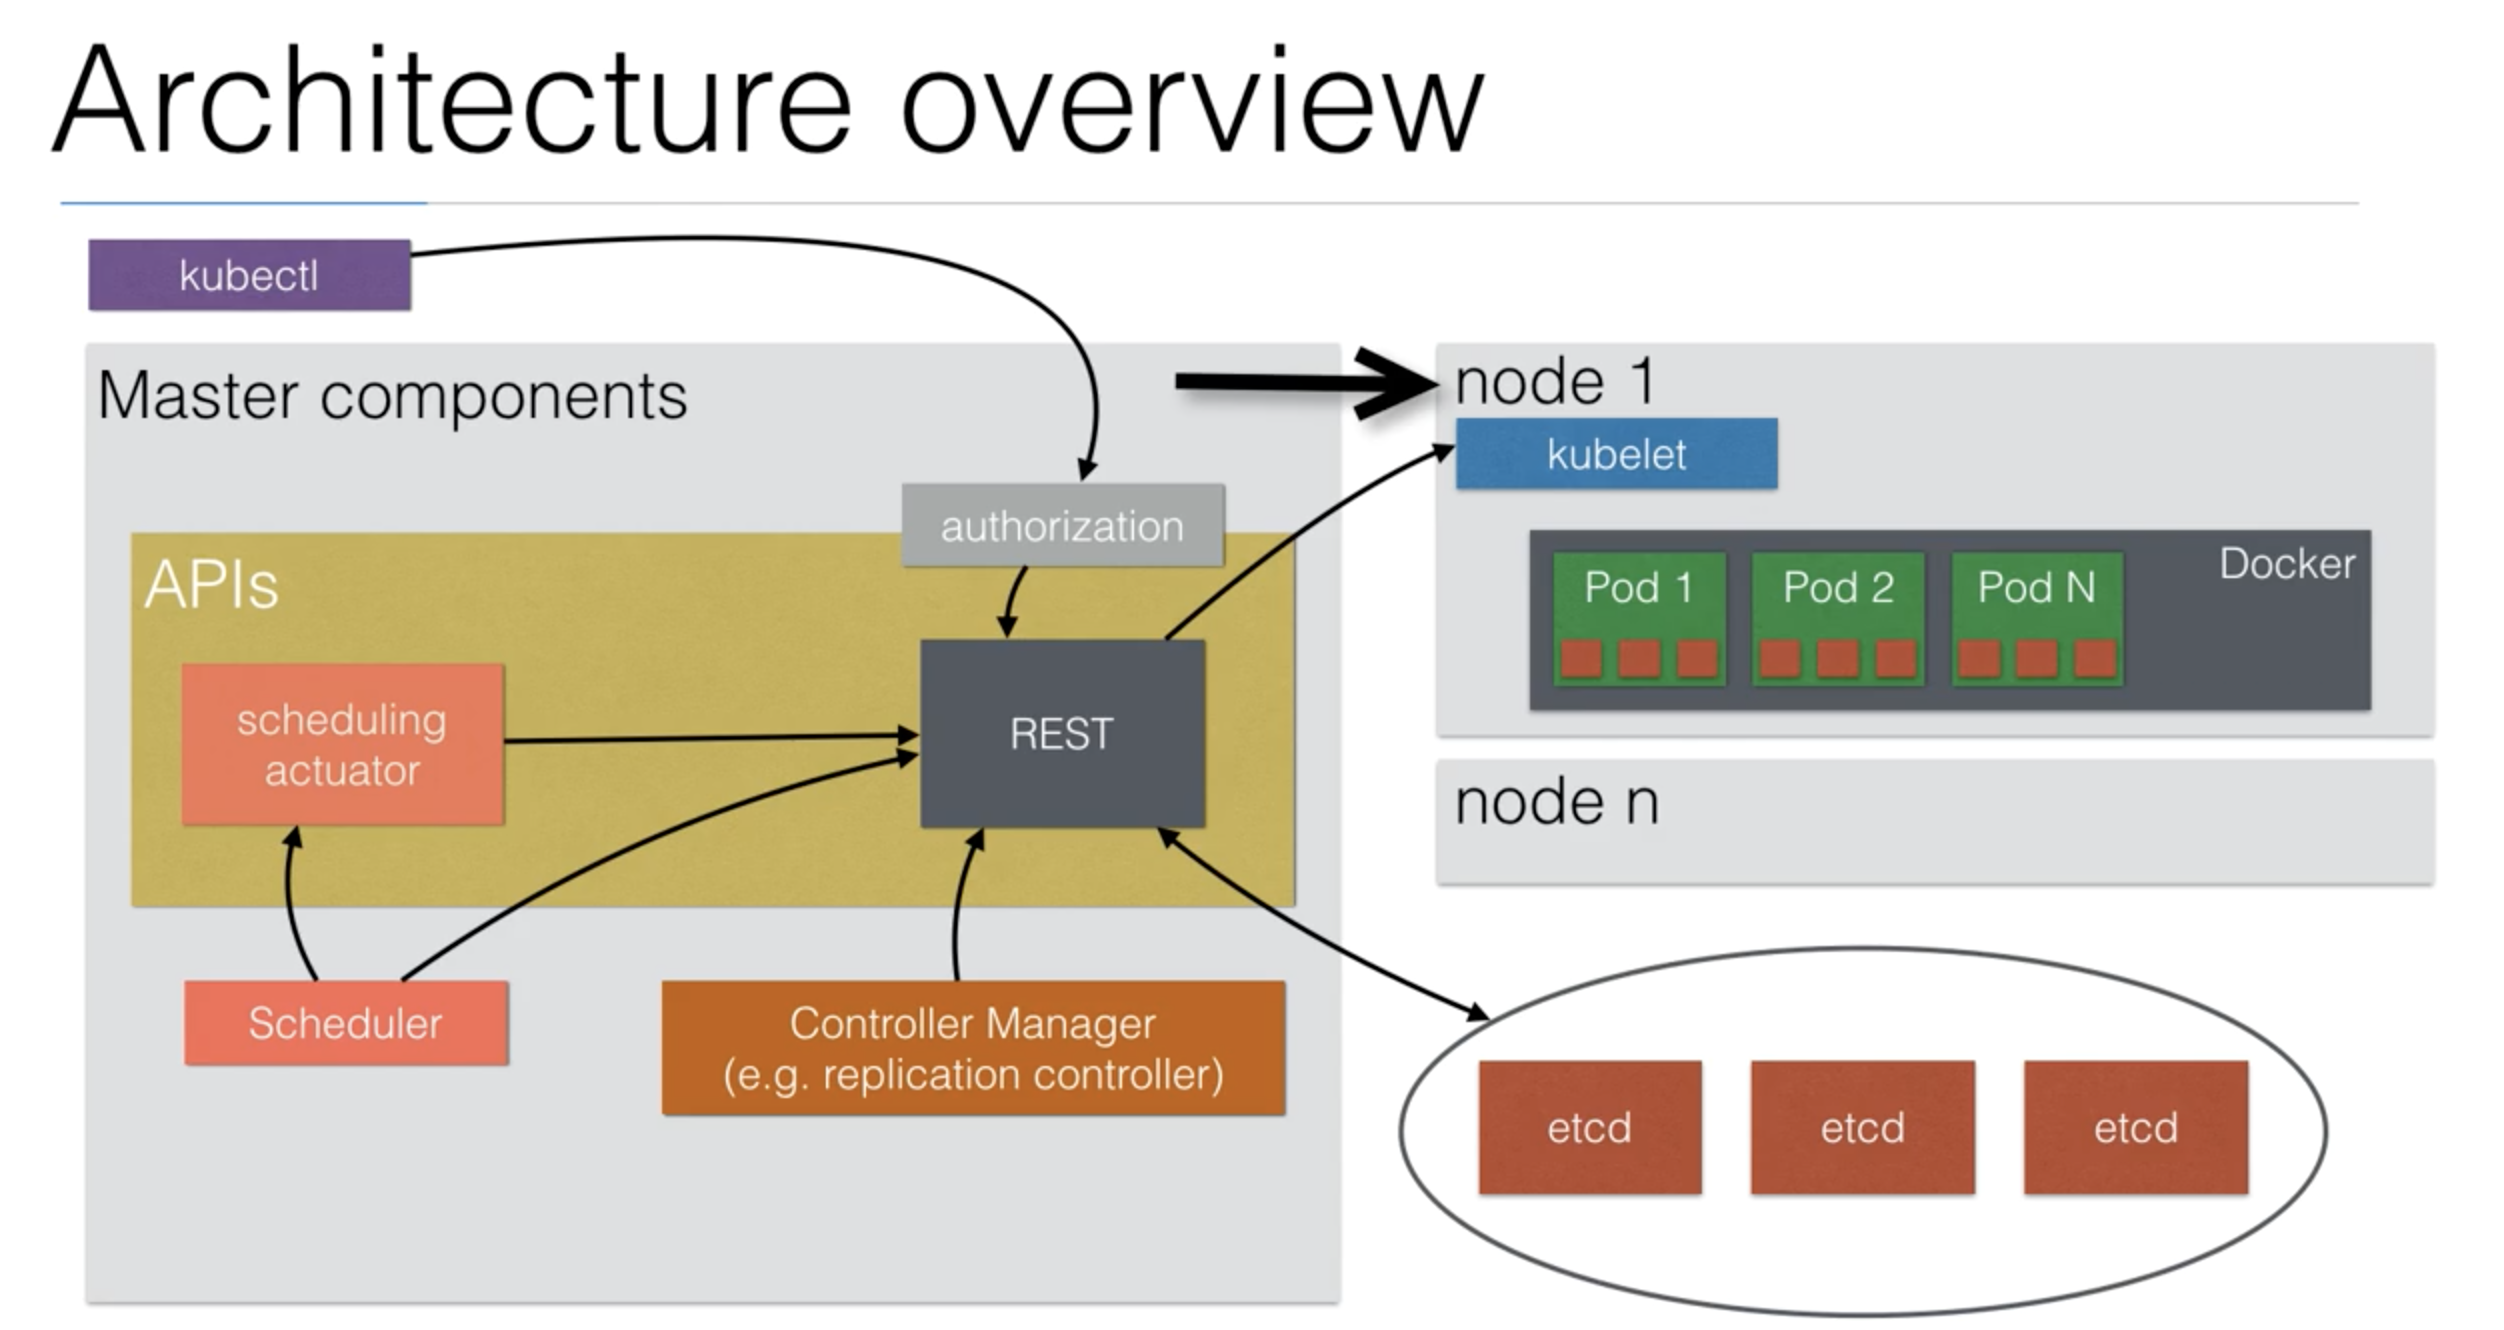 Architecture overview
kubectl
Master components
authorization
APIs
scheduling
actuator
REST
Scheduler
Controller Manager
(e.g. replication controller)
node 1
kubelet
Docker
Pod 1
Pod 2
Pod N
node n
etcd
etcd
etcd